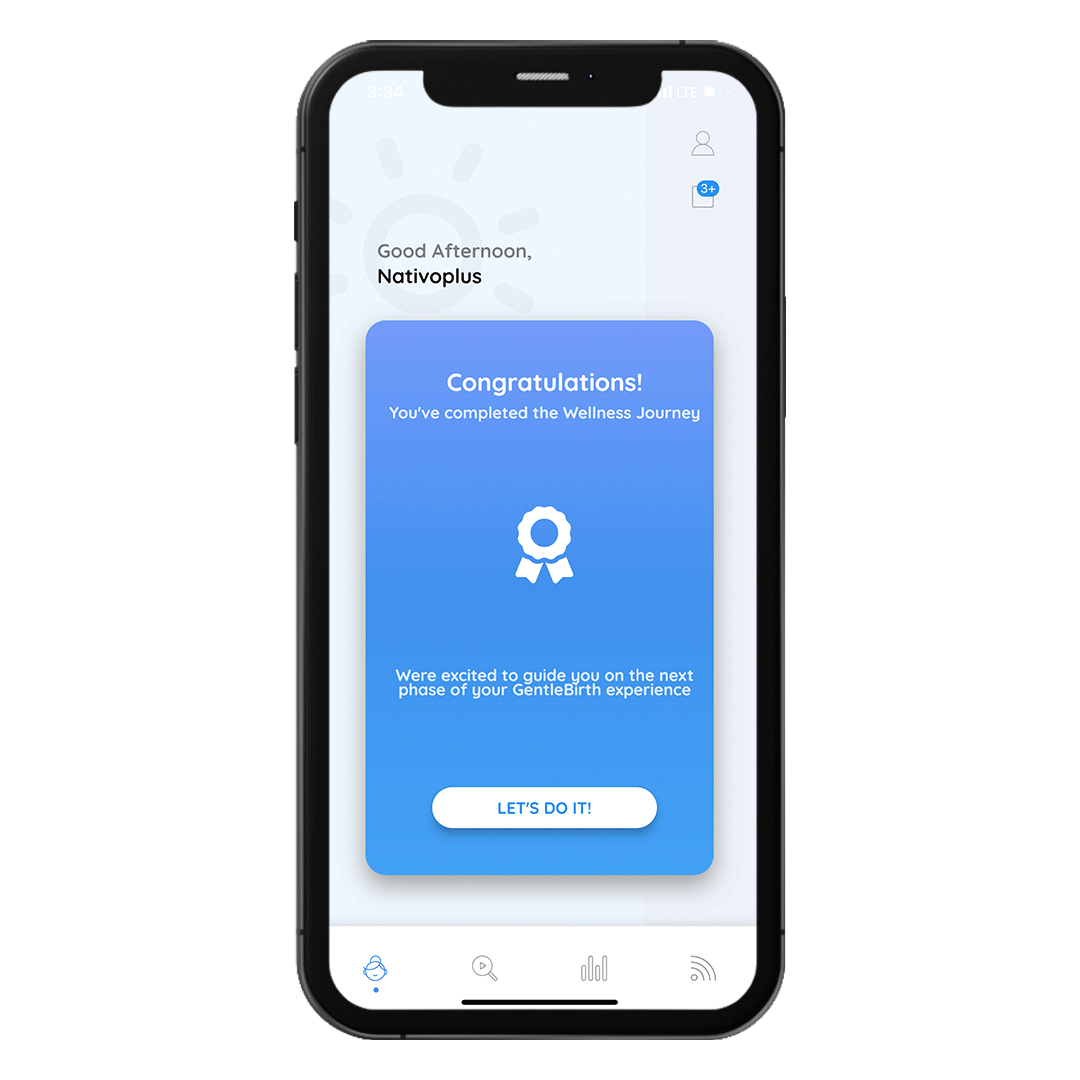 3:34
LTE
3+
Good Afternoon,
Nativoplus
Congratulations!
You've completed the Wellness Journey
Were excited to guide you on the next
phase of your GentleBirth experience
LET'S DO IT!